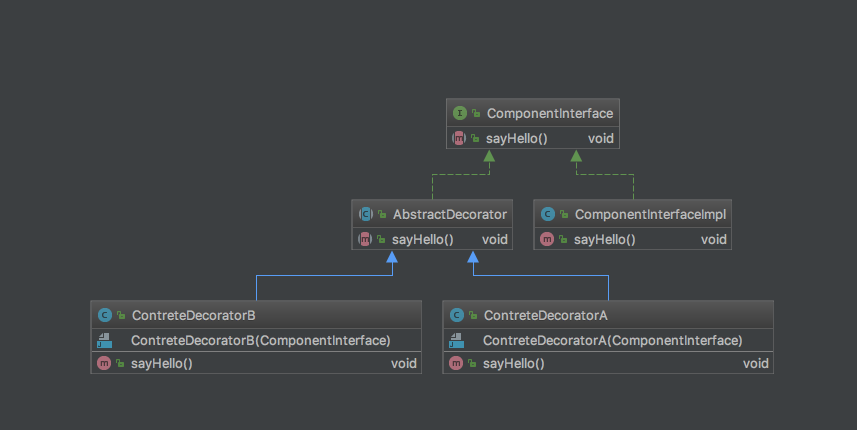 ComponentInterface
sayHello() void
AbstractDecorator
sayHello() void
ComponentInterfaceImpl
sayHello() void
ContreteDecoratorB
ContreteDecoratorB(ComponentInterface)
sayHello() void
ContreteDecoratorA
ContreteDecoratorA(ComponentInterface)
sayHello() void